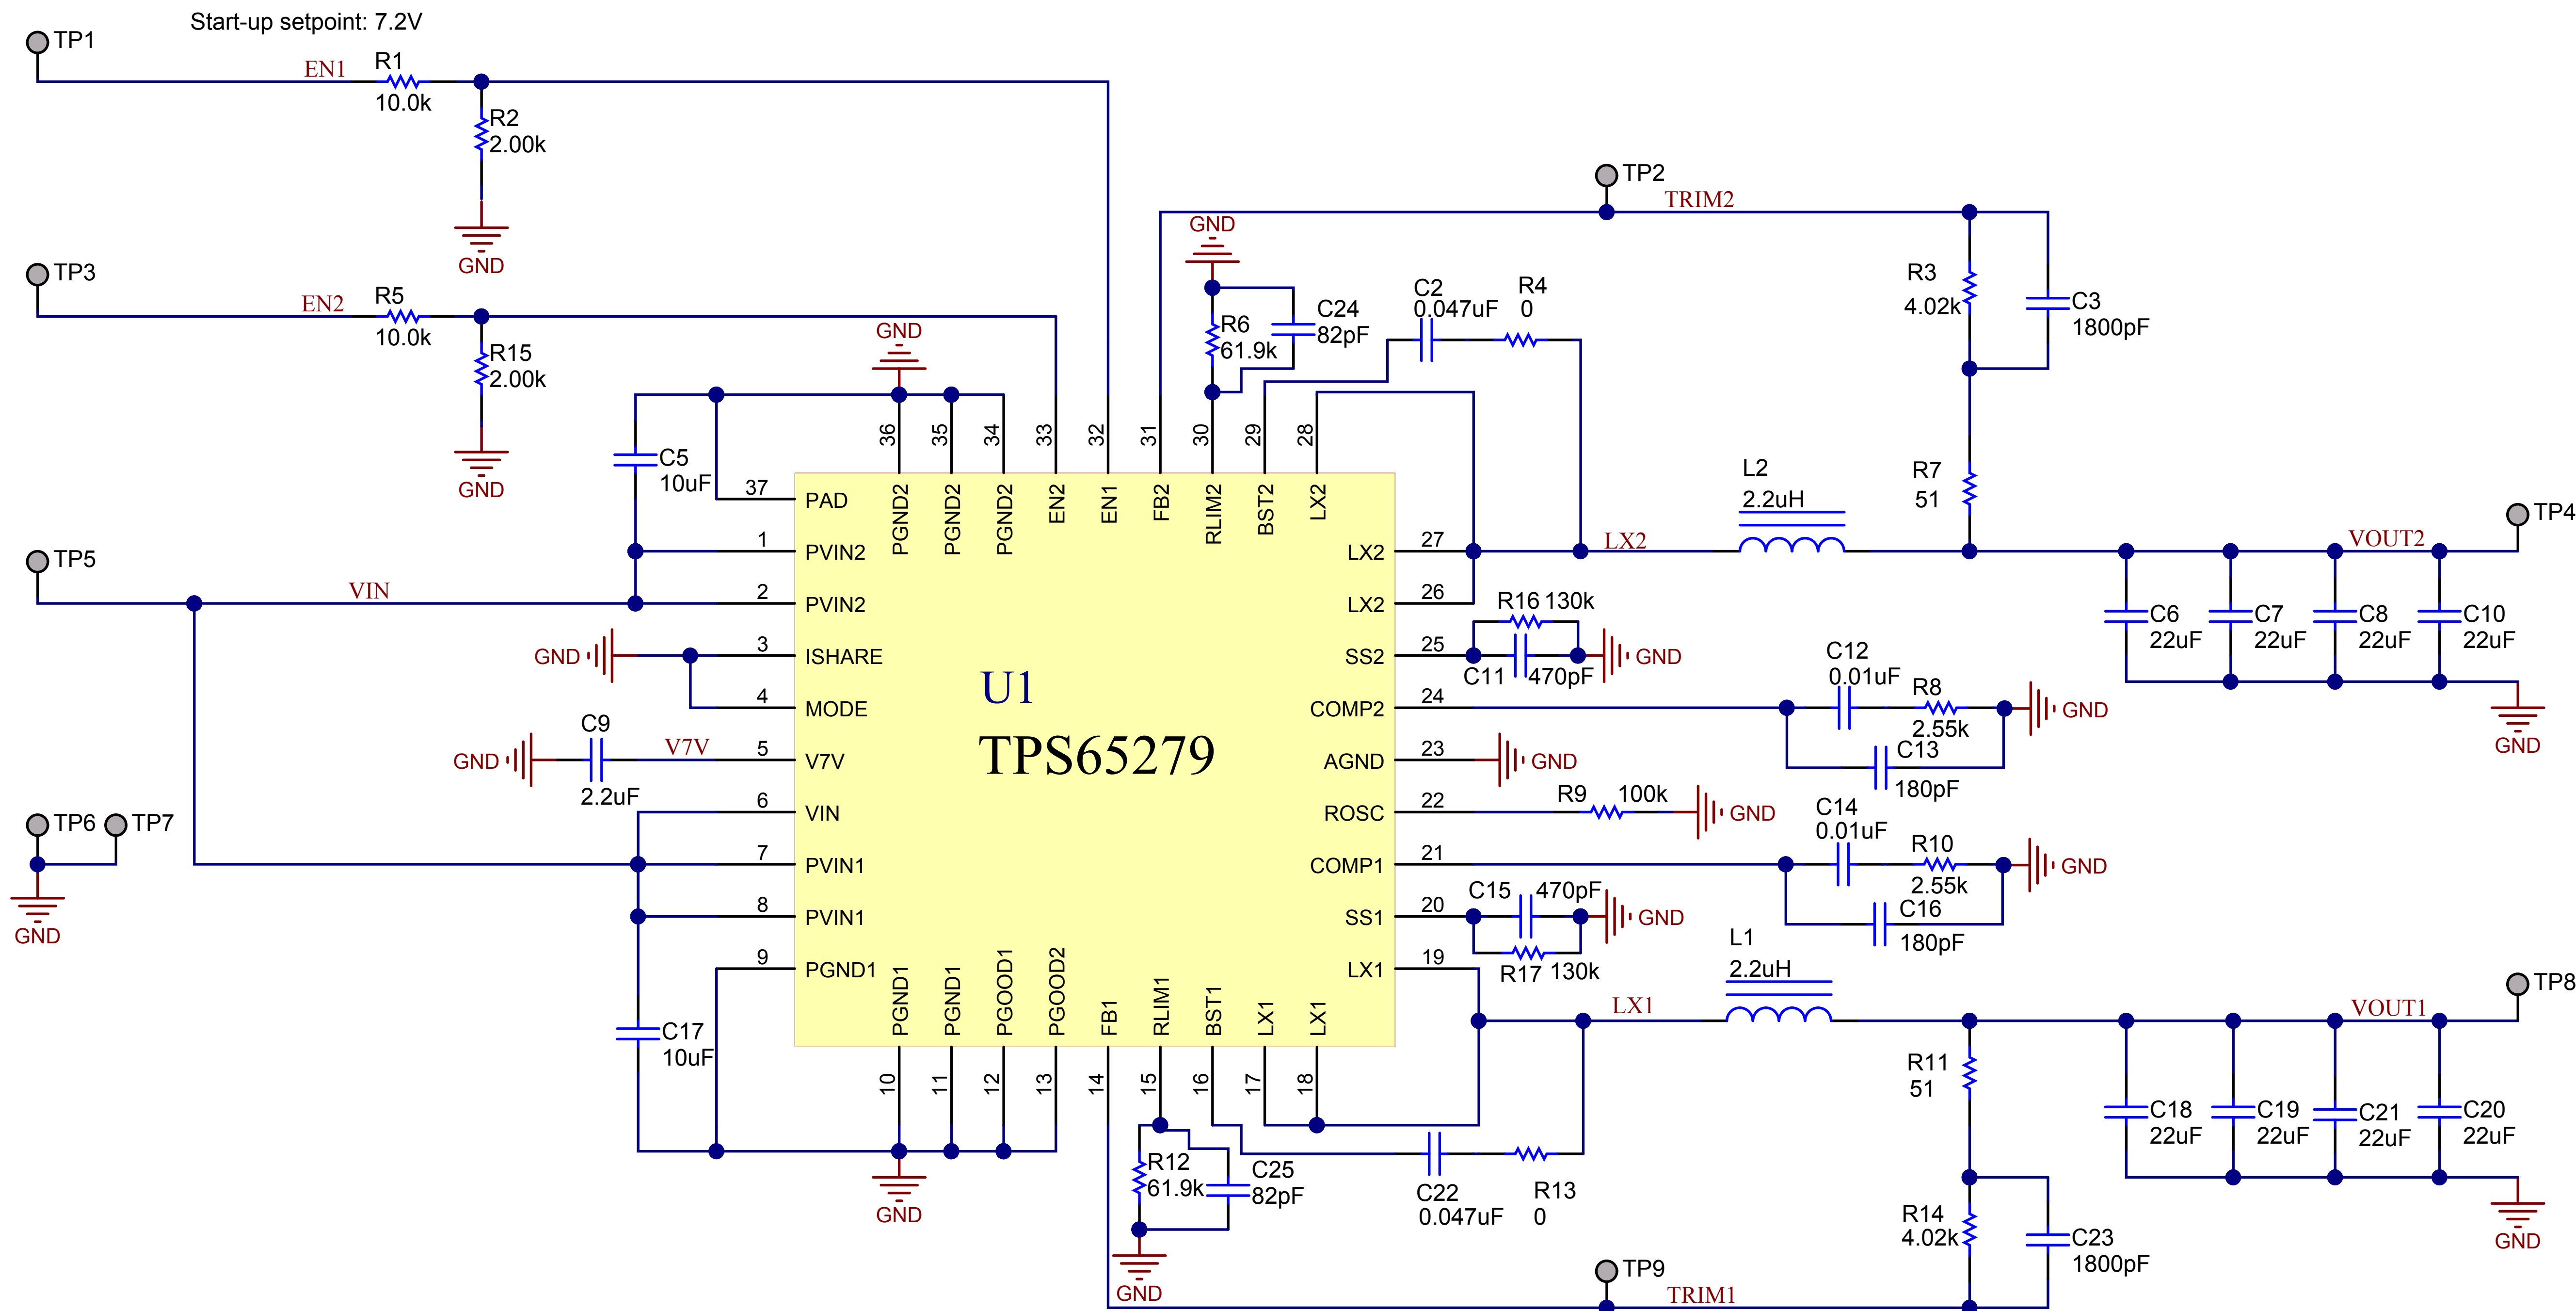 Start-up setpoint: 7.2V
TP1
EN1
R1
10.0k
R2
2.00k
GND
TP3
EN2
R5
10.0k
R15
2.00k
GND
TP2
TRIM2
GND
R6
61.9k
C24
82pF
C2
0.047uF
R4
0
R3
4.02k
C3
1800pF
R7
51
GND
C5
10uF
36
35
34
33
32
31
30
29
28
PGND2
PGND2
PGND2
EN2
EN1
FB2
RLIM2
BST2
LX2
TP5
VIN
37
PAD
1
PVIN2
2
PVIN2
GND
3
ISHARE
4
MODE
GND
C9
2.2uF
V7V
5
V7V
6
VIN
7
PVIN1
8
PVIN1
9
PGND1
TP6
TP7
GND
C17
10uF
U1
TPS65279
27
LX2
26
LX2
25
SS2
24
COMP2
23
AGND
22
ROSC
21
COMP1
20
SS1
19
LX1
LX2
L2
2.2uH
VOUT2
TP4
C6
22uF
C7
22uF
C8
22uF
C10
22uF
GND
R16 130k
C11
470pF
GND
C12
0.01uF
R8
2.55k
GND
C13
180pF
GND
R9
100k
GND
C14
0.01uF
R10
2.55k
GND
C16
180pF
C15
470pF
GND
R17 130k
L1
2.2uH
LX1
VOUT1
TP8
PGND1
PGND1
PGOOD1
PGOOD2
FB1
RLIM1
BST1
LX1
LX1
10
11
12
13
14
15
16
17
18
GND
R12
61.9k
C25
82pF
GND
C22
0.047uF
R13
0
R11
51
C18
22uF
C19
22uF
C21
22uF
C20
22uF
GND
R14
4.02k
C23
1800pF
TP9
TRIM1